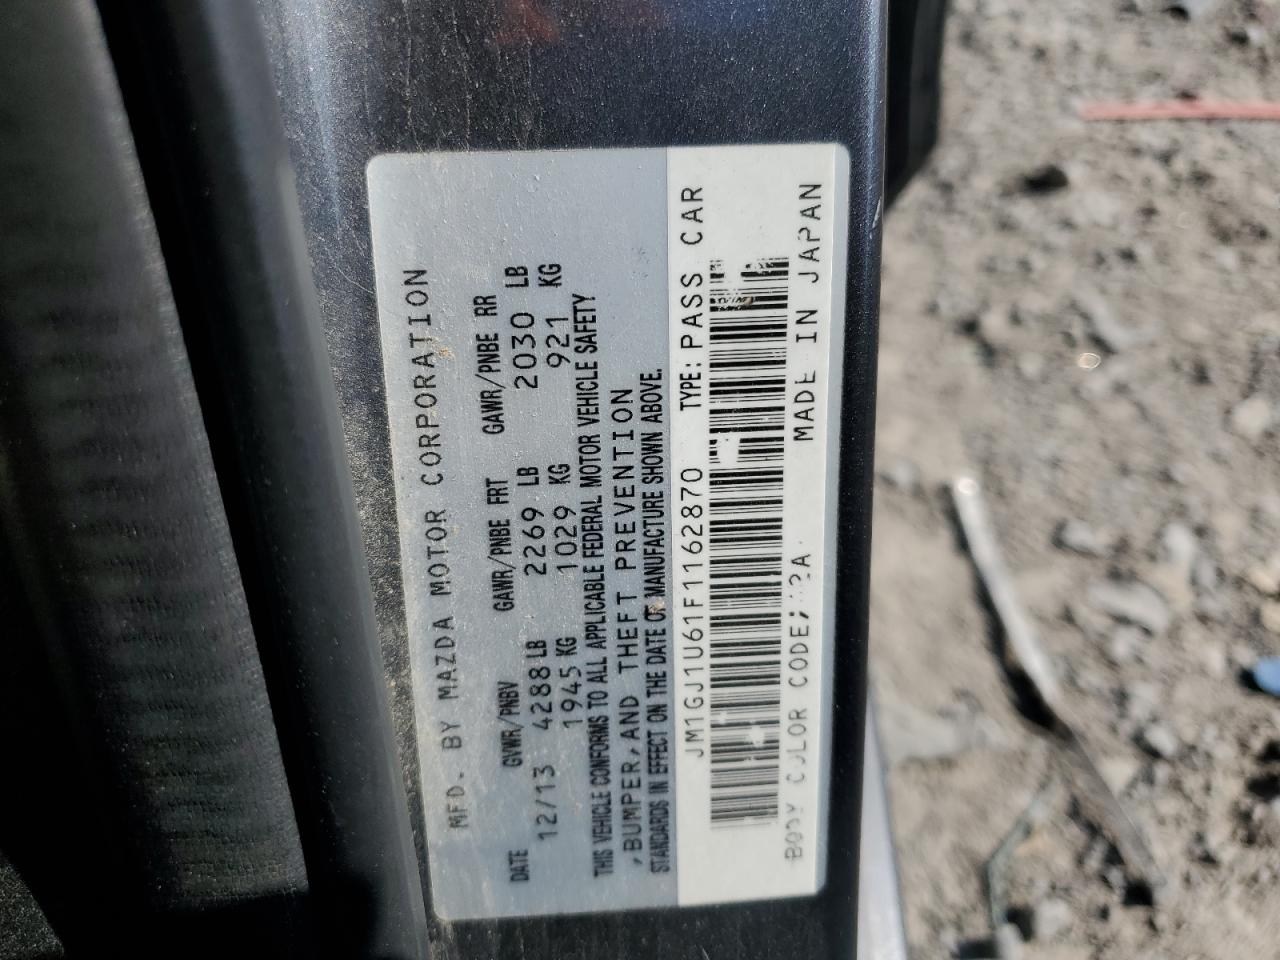 MFD. BY MAZDA MOTOR CORPORATION
DATE GVWR/PNBV GAWR/PNBE FRT GAWR/PNBE RR
12/13 4288 LB 2269 LB 2030 LB
1945 KG 1029 KG 921 KG
THIS VEHICLE CONFORMS TO ALL APPLICABLE FEDERAL MOTOR VEHICLE SAFETY
,BUMPER,AND THEFT PREVENTION
STANDARDS IN EFFECT ON THE DATE OF MANUFACTURE SHOWN ABOVE.
JM1GJ1U61F1162870 TYPE: PASS CAR
BODY COLOR CODE: MADE IN JAPAN